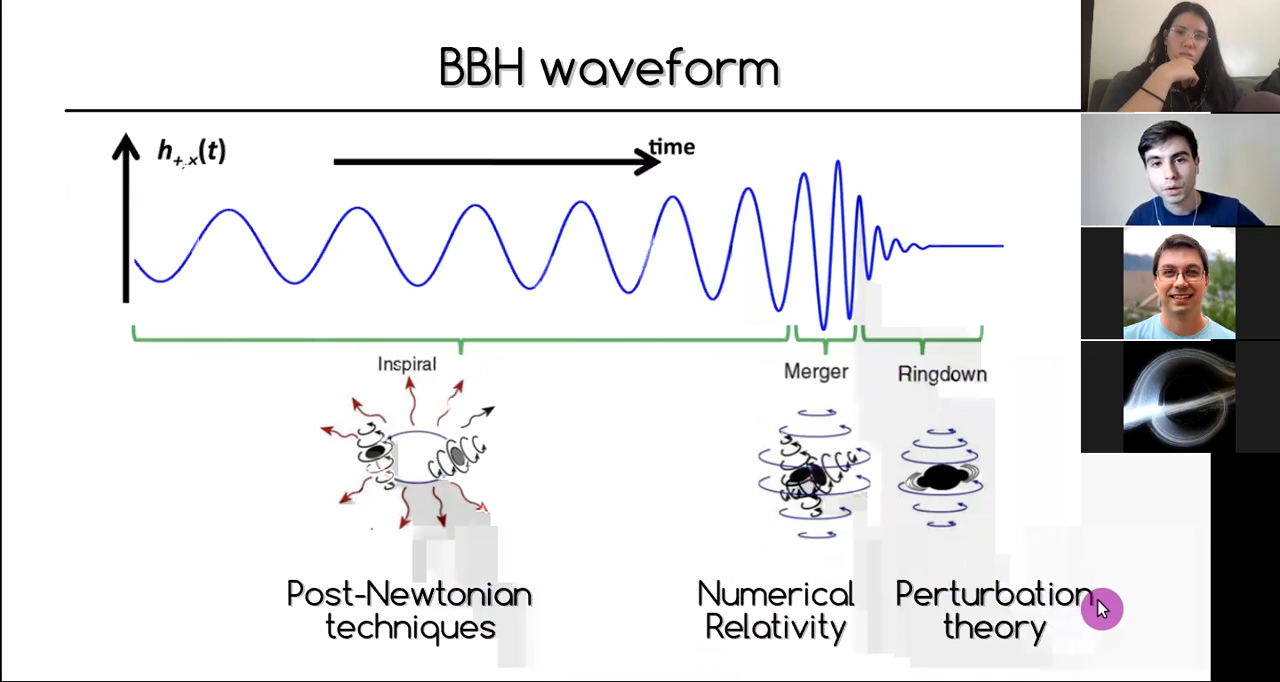 BBH waveform
h+,x(t)
time
Inspiral
Merger
Ringdown
Post-Newtonian
techniques
Numerical
Relativity
Perturbation
theory